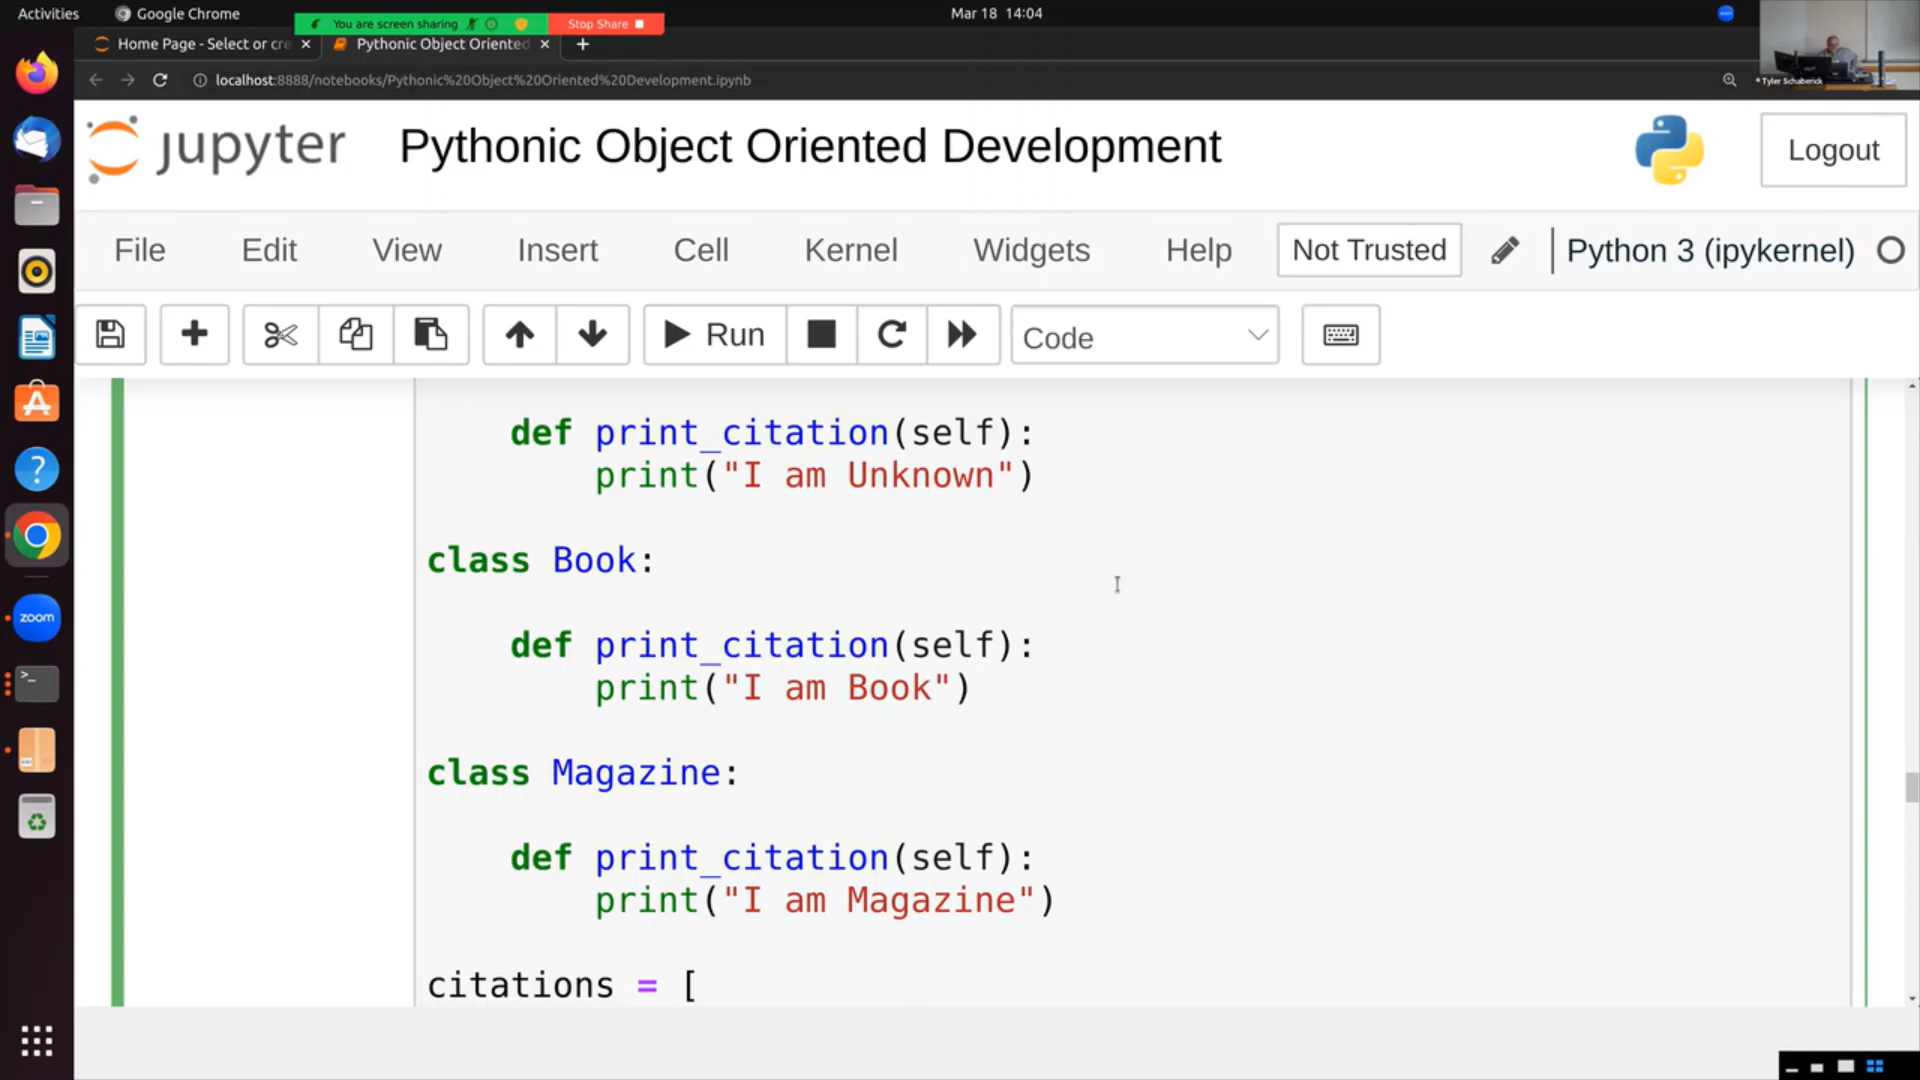 Activities
Google Chrome
You are screen sharing
Stop Share
Mar 18 14:04
Home Page - Select or cre
Pythonic Object Oriented
localhost:8888/notebooks/Pythonic%20Object%20Oriented%20Development.ipynb
Tyler Schaberick
jupyter
Pythonic Object Oriented Development
Logout
File Edit View Insert Cell Kernel Widgets Help
Not Trusted
Python 3 (ipykernel)
Run
Code
def print_citation(self):
print("I am Unknown")
class Book:
def print_citation(self):
print("I am Book")
class Magazine:
def print_citation(self):
print("I am Magazine")
citations = [
zoom